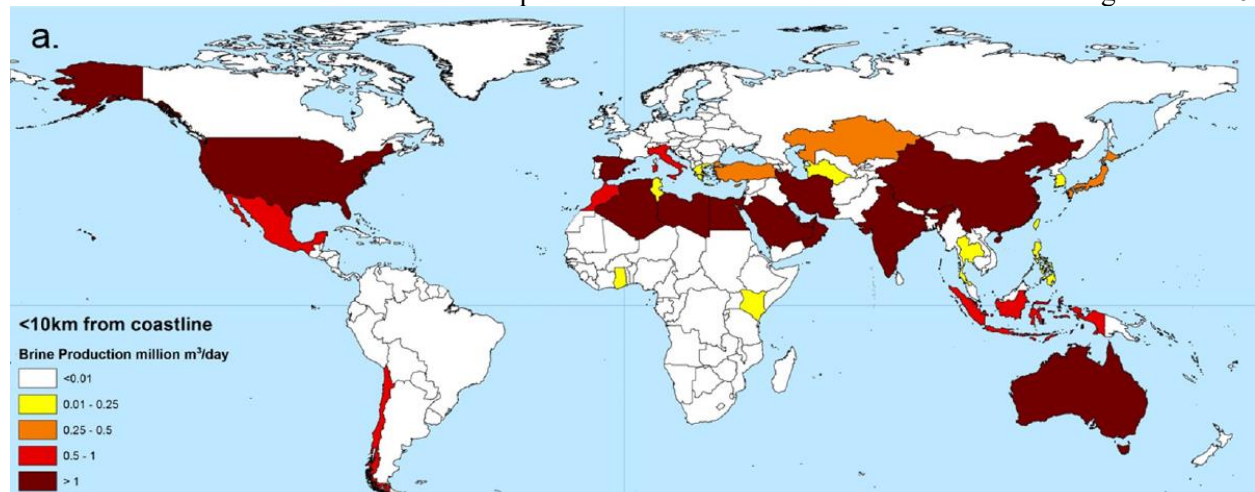 a.
<10km from coastline
Brine Production million m³/day
<0.01
0.01 - 0.25
0.25 - 0.5
0.5 - 1
> 1